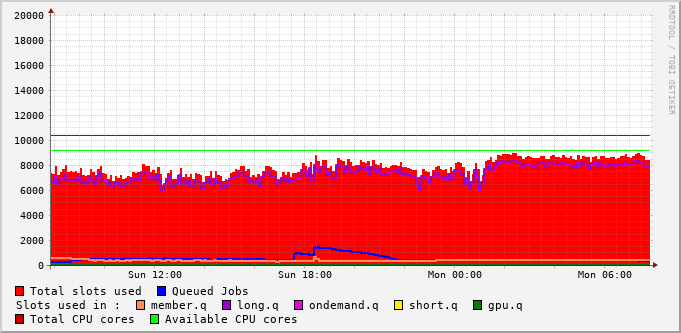 RRDTOOL / TOBI OETIKER
20000
18000
16000
14000
12000
10000
8000
6000
4000
2000
0
Sun 12:00 Sun 18:00 Mon 00:00 Mon 06:00
Total slots used Queued Jobs
Slots used in : member.q long.q ondemand.q short.q gpu.q
Total CPU cores Available CPU cores